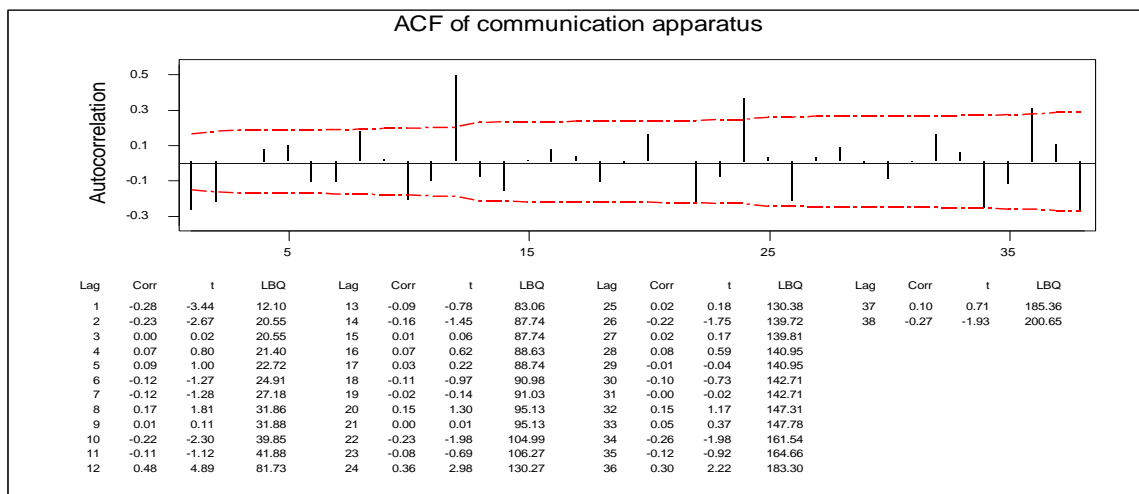 ACF of communication apparatus
Autocorrelation
0.5
0.3
0.1
-0.1
-0.3
5 15 25 35
Lag Corr t LBQ Lag Corr t LBQ Lag Corr t LBQ Lag Corr t LBQ
1 -0.28 -3.44 12.10 13 -0.09 -0.78 83.06 25 0.02 0.18 130.38 37 0.10 0.71 185.36
2 -0.23 -2.67 20.55 14 -0.16 -1.45 87.74 26 -0.22 -1.75 139.72 38 -0.27 -1.93 200.65
3 0.00 0.02 20.55 15 0.01 0.06 87.74 27 0.02 0.17 139.81
4 0.07 0.80 21.40 16 0.07 0.62 88.63 28 0.08 0.59 140.95
5 0.09 1.00 22.72 17 0.03 0.22 88.74 29 -0.01 -0.04 140.95
6 -0.12 -1.27 24.91 18 -0.11 -0.97 90.98 30 -0.10 -0.73 142.71
7 -0.12 -1.28 27.18 19 -0.02 -0.14 91.03 31 -0.00 -0.02 142.71
8 0.17 1.81 31.86 20 0.15 1.30 95.13 32 0.15 1.17 147.31
9 0.01 0.11 31.88 21 0.00 0.01 95.13 33 0.05 0.37 147.78
10 -0.22 -2.30 39.85 22 -0.23 -1.98 104.99 34 -0.26 -1.98 161.54
11 -0.11 -1.12 41.88 23 -0.08 -0.69 106.27 35 -0.12 -0.92 164.66
12 0.48 4.89 81.73 24 0.36 2.98 130.27 36 0.30 2.22 183.30